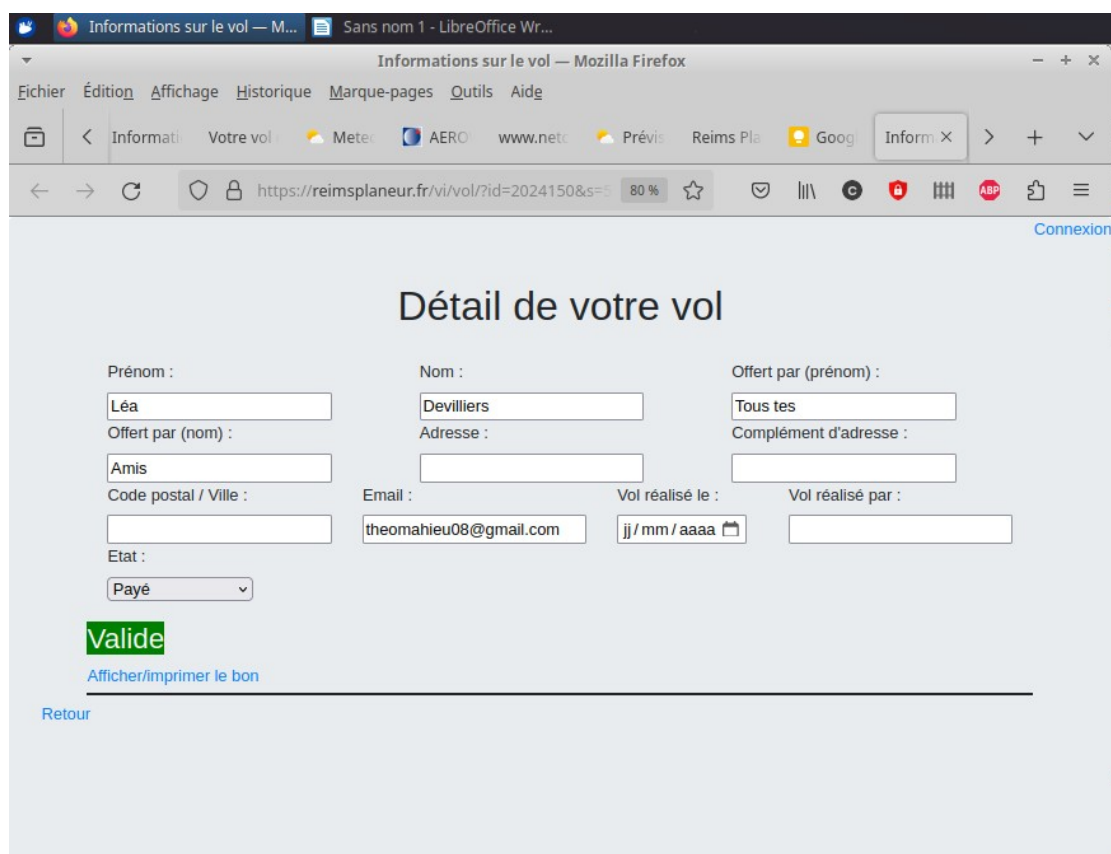 Informations sur le vol — M... Sans nom 1 - LibreOffice Wr...
Informations sur le vol — Mozilla Firefox
Fichier Édition Affichage Historique Marque-pages Outils Aide
Informati Votre vol Meteo AERO www.netc Prévis Reims Pla Goog Inform
https://reimsplaneur.fr/vi/vol/?id=2024150&s=5 80 % ABP
Connexion
Détail de votre vol
Prénom : Nom : Offert par (prénom) :
Léa Devilliers Tous tes
Offert par (nom) : Adresse : Complément d'adresse :
Amis
Code postal / Ville : Email : Vol réalisé le : Vol réalisé par :
theomahieu08@gmail.com jj/mm/aaaa
Etat :
Payé
Valide
Afficher/imprimer le bon
Retour